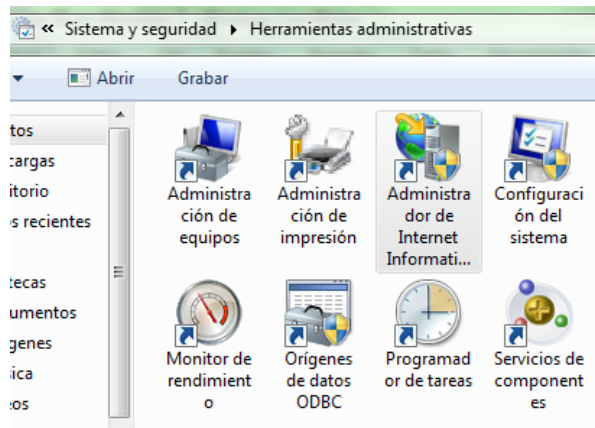 « Sistema y seguridad ▸ Herramientas administrativas
Abrir Grabar
tos
cargas
itorio
s recientes
tecas
umentos
genes
sica
eos
Administra
ción de
equipos
Administra
ción de
impresión
Administra
dor de
Internet
Informati...
Configuraci
ón del
sistema
Monitor de
rendimient
o
Orígenes
de datos
ODBC
Programad
or de tareas
Servicios de
component
es